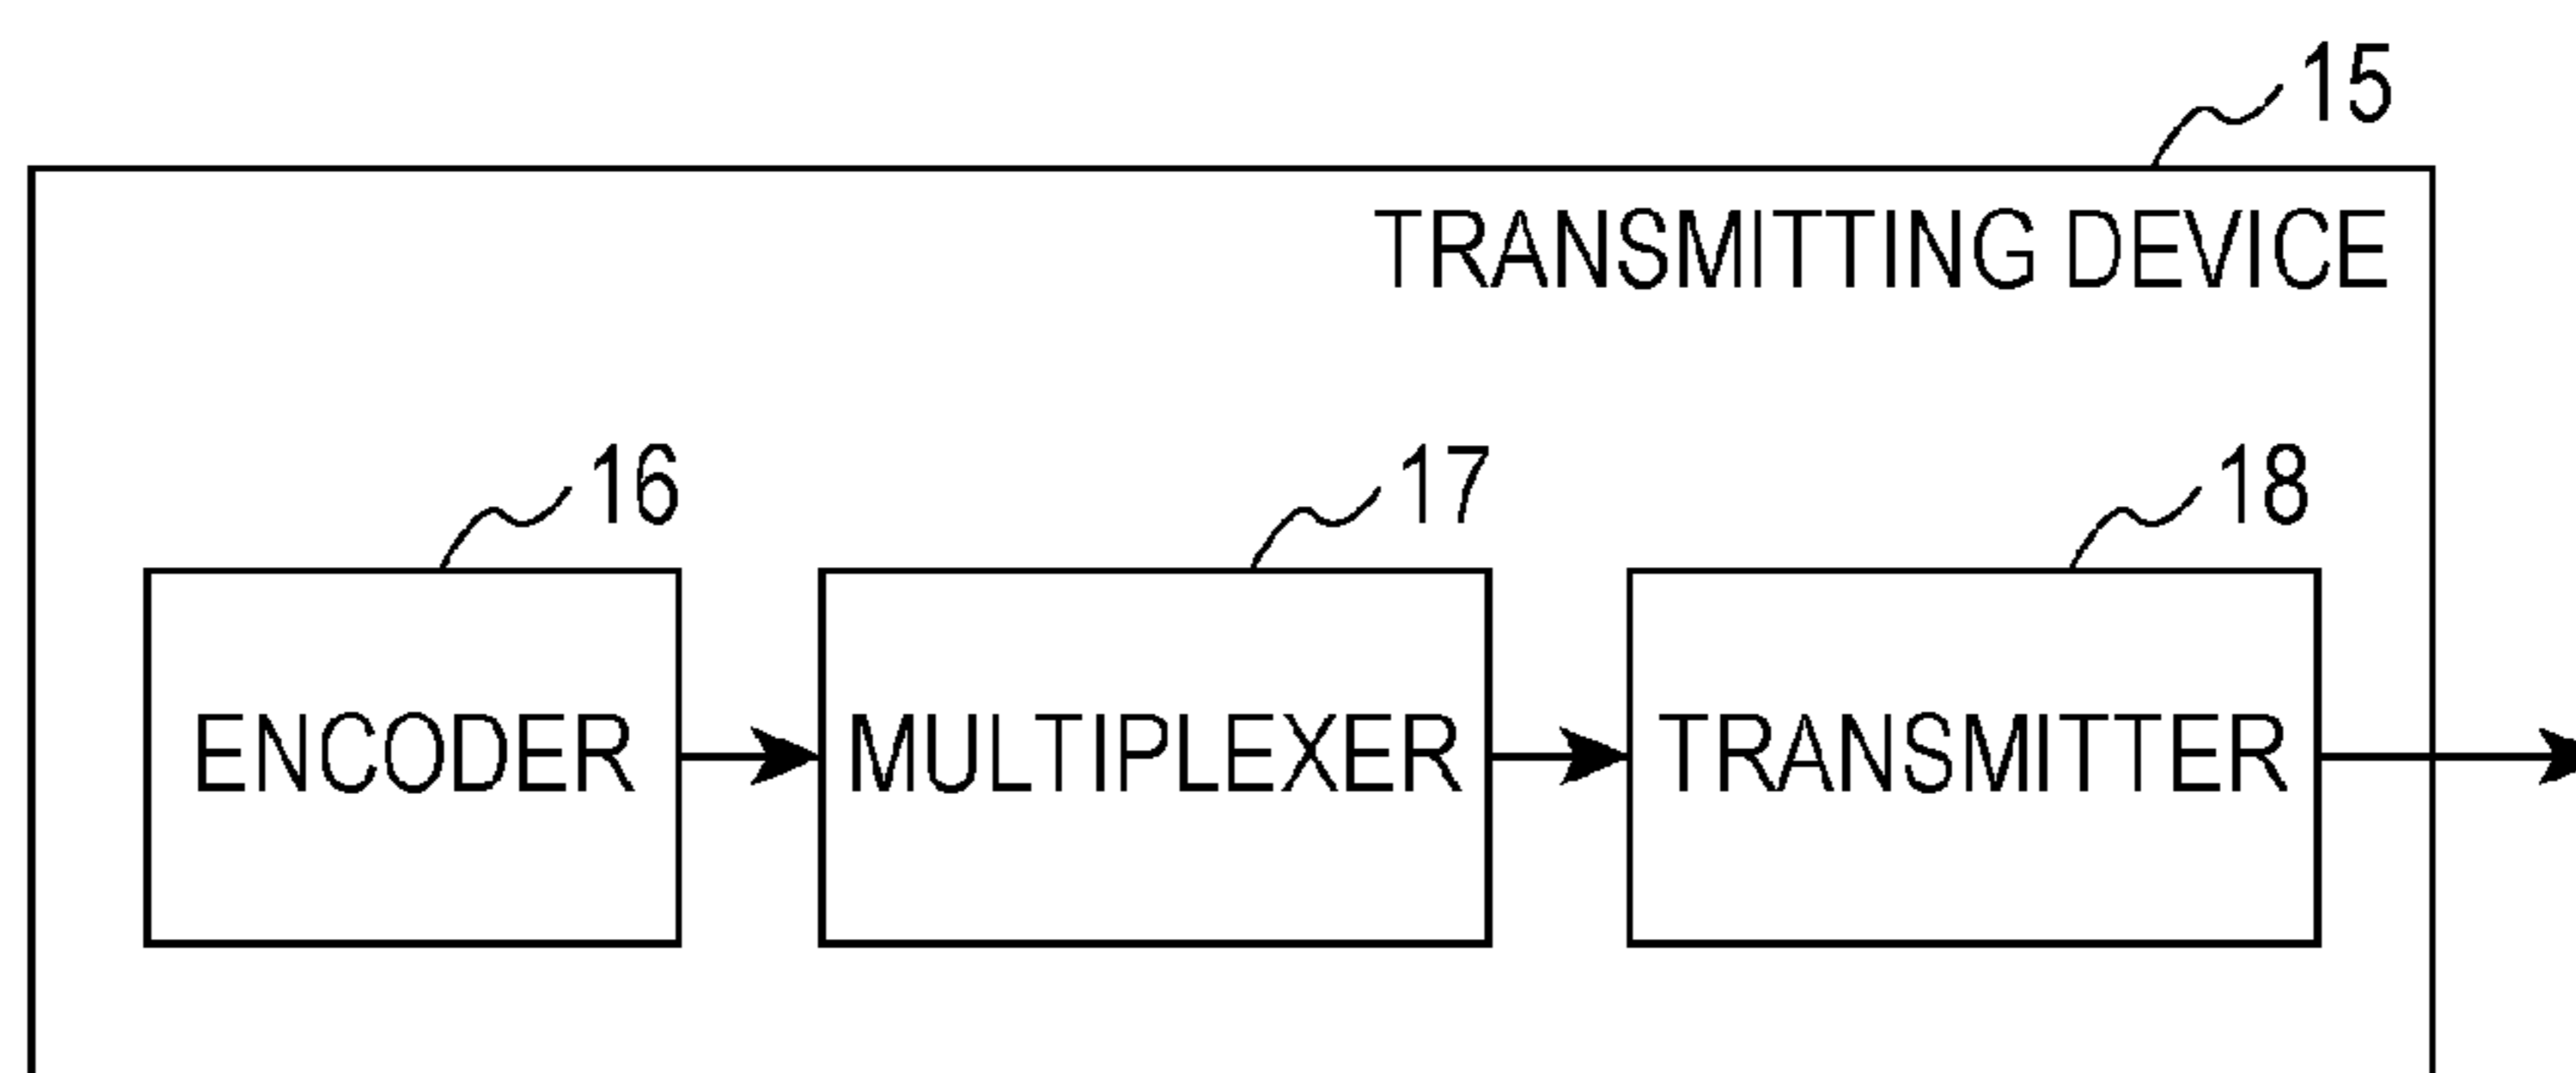 15
TRANSMITTING DEVICE
16
17
18
ENCODER
MULTIPLEXER
TRANSMITTER